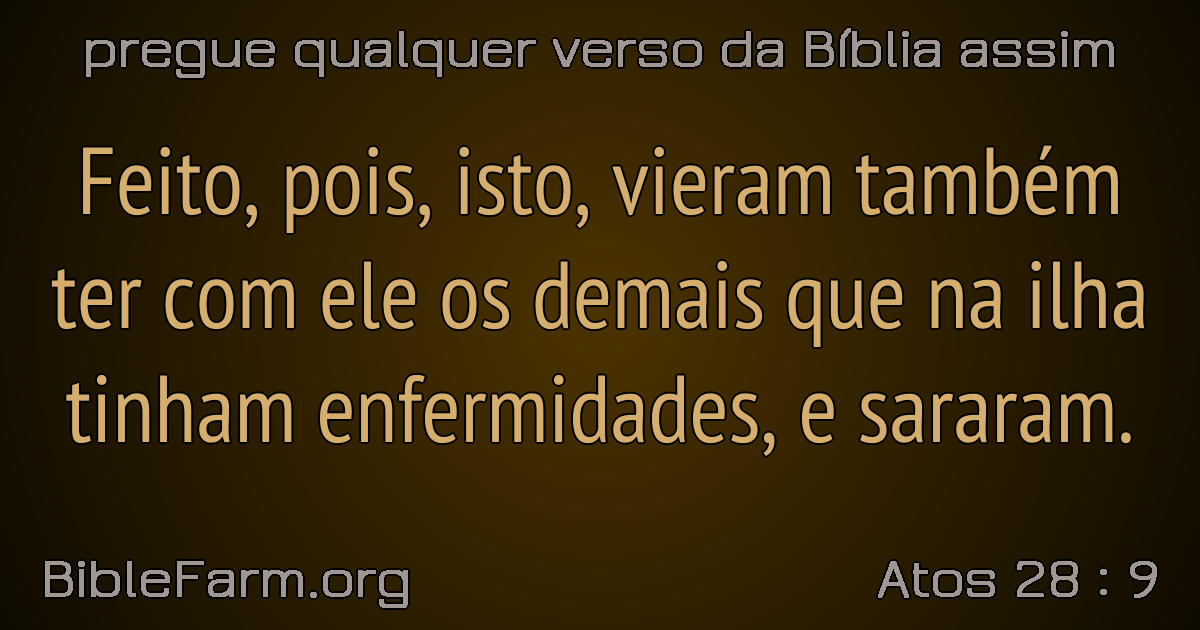 pregue qualquer verso da Bíblia assim
Feito, pois, isto, vieram também
ter com ele os demais que na ilha
tinham enfermidades, e sararam.
BibleFarm.org
Atos 28 : 9